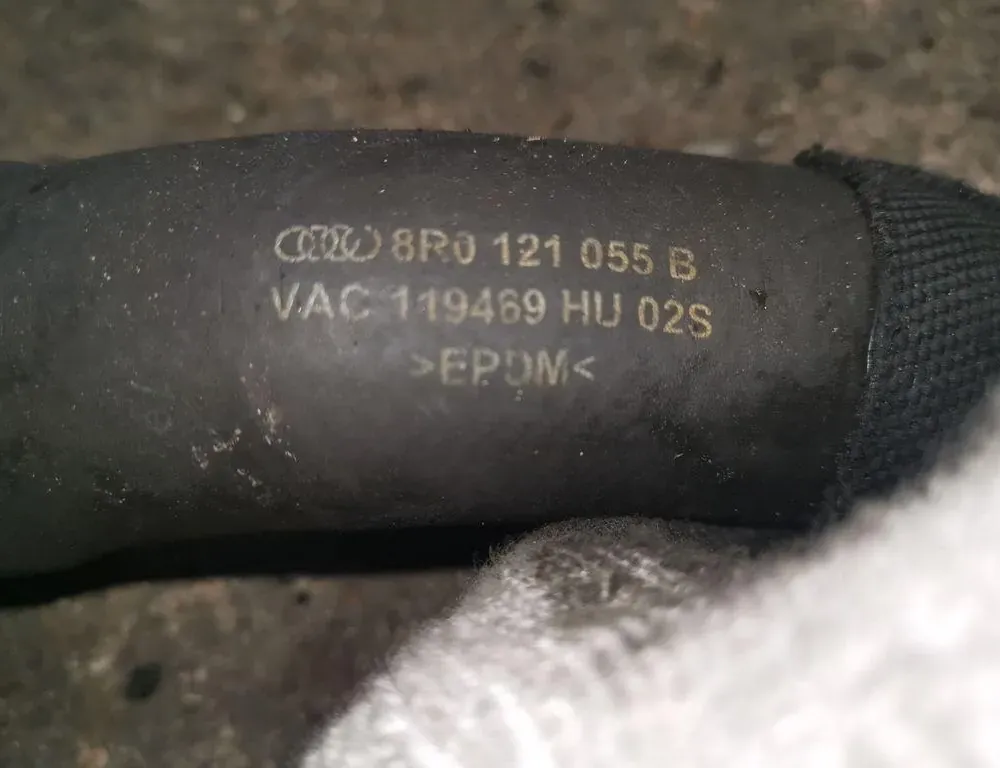 8R0 121 055 B
VAC 119469 HU 02S
>EPDM<